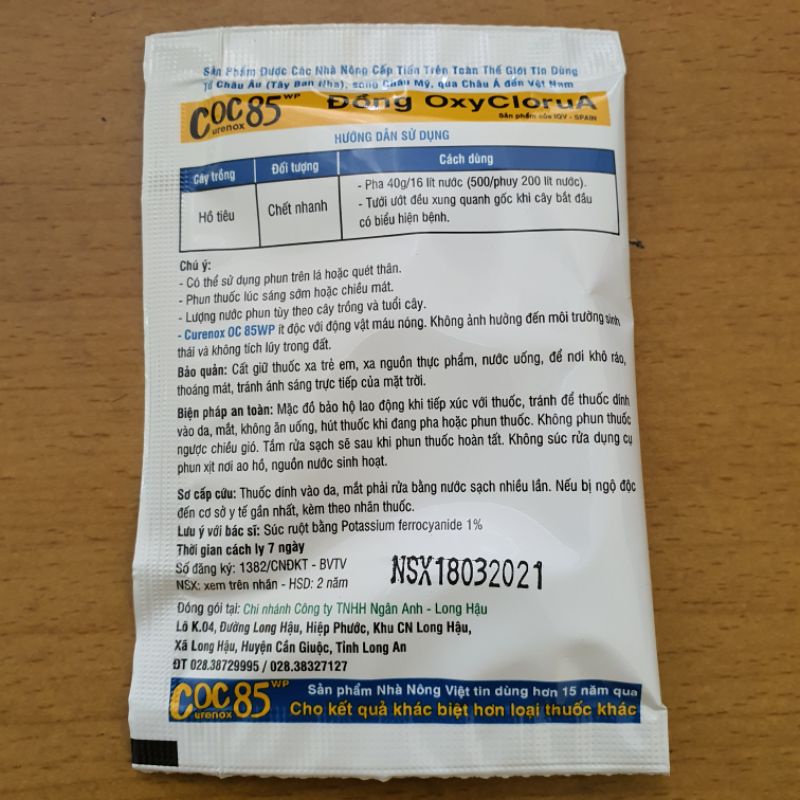 Sản Phẩm Được Các Nhà Nông Cấp Tiến Trên Toàn Thế Giới Tin Dùng
Từ Châu Âu (Tây Ban Nha), sang Châu Mỹ, qua Châu Á đến Việt Nam
COC 85 WP
urenox
Đồng OxyCloruA
Sản phẩm của IQV - SPAIN
HƯỚNG DẪN SỬ DỤNG
Cây trồng Đối tượng Cách dùng
Hồ tiêu Chết nhanh - Pha 40g/16 lít nước (500/phuy 200 lít nước).
- Tưới ướt đều xung quanh gốc khi cây bắt đầu
có biểu hiện bệnh.
Chú ý:
- Có thể sử dụng phun trên lá hoặc quét thân.
- Phun thuốc lúc sáng sớm hoặc chiều mát.
- Lượng nước phun tùy theo cây trồng và tuổi cây.
- Curenox OC 85WP ít độc với động vật máu nóng. Không ảnh hưởng đến môi trường sinh
thái và không tích lũy trong đất.
Bảo quản: Cất giữ thuốc xa trẻ em, xa nguồn thực phẩm, nước uống, để nơi khô ráo,
thoáng mát, tránh ánh sáng trực tiếp của mặt trời.
Biện pháp an toàn: Mặc đồ bảo hộ lao động khi tiếp xúc với thuốc, tránh để thuốc dính
vào da, mắt, không ăn uống, hút thuốc khi đang pha hoặc phun thuốc. Không phun thuốc
ngược chiều gió. Tắm rửa sạch sẽ sau khi phun thuốc hoàn tất. Không súc rửa dụng cụ
phun xịt nơi ao hồ, nguồn nước sinh hoạt.
Sơ cấp cứu: Thuốc dính vào da, mắt phải rửa bằng nước sạch nhiều lần. Nếu bị ngộ độc
đến cơ sở y tế gần nhất, kèm theo nhãn thuốc.
Lưu ý với bác sĩ: Súc ruột bằng Potassium ferrocyanide 1%
Thời gian cách ly 7 ngày
Số đăng ký: 1382/CNĐKT - BVTV
NSX: xem trên nhãn - HSD: 2 năm
NSX18032021
Đóng gói tại: Chi nhánh Công ty TNHH Ngân Anh - Long Hậu
Lô K.04, Đường Long Hậu, Hiệp Phước, Khu CN Long Hậu,
Xã Long Hậu, Huyện Cần Giuộc, Tỉnh Long An
ĐT 028.38729995 / 028.38327127
COC 85 WP
urenox
Sản phẩm Nhà Nông Việt tin dùng hơn 15 năm qua
Cho kết quả khác biệt hơn loại thuốc khác